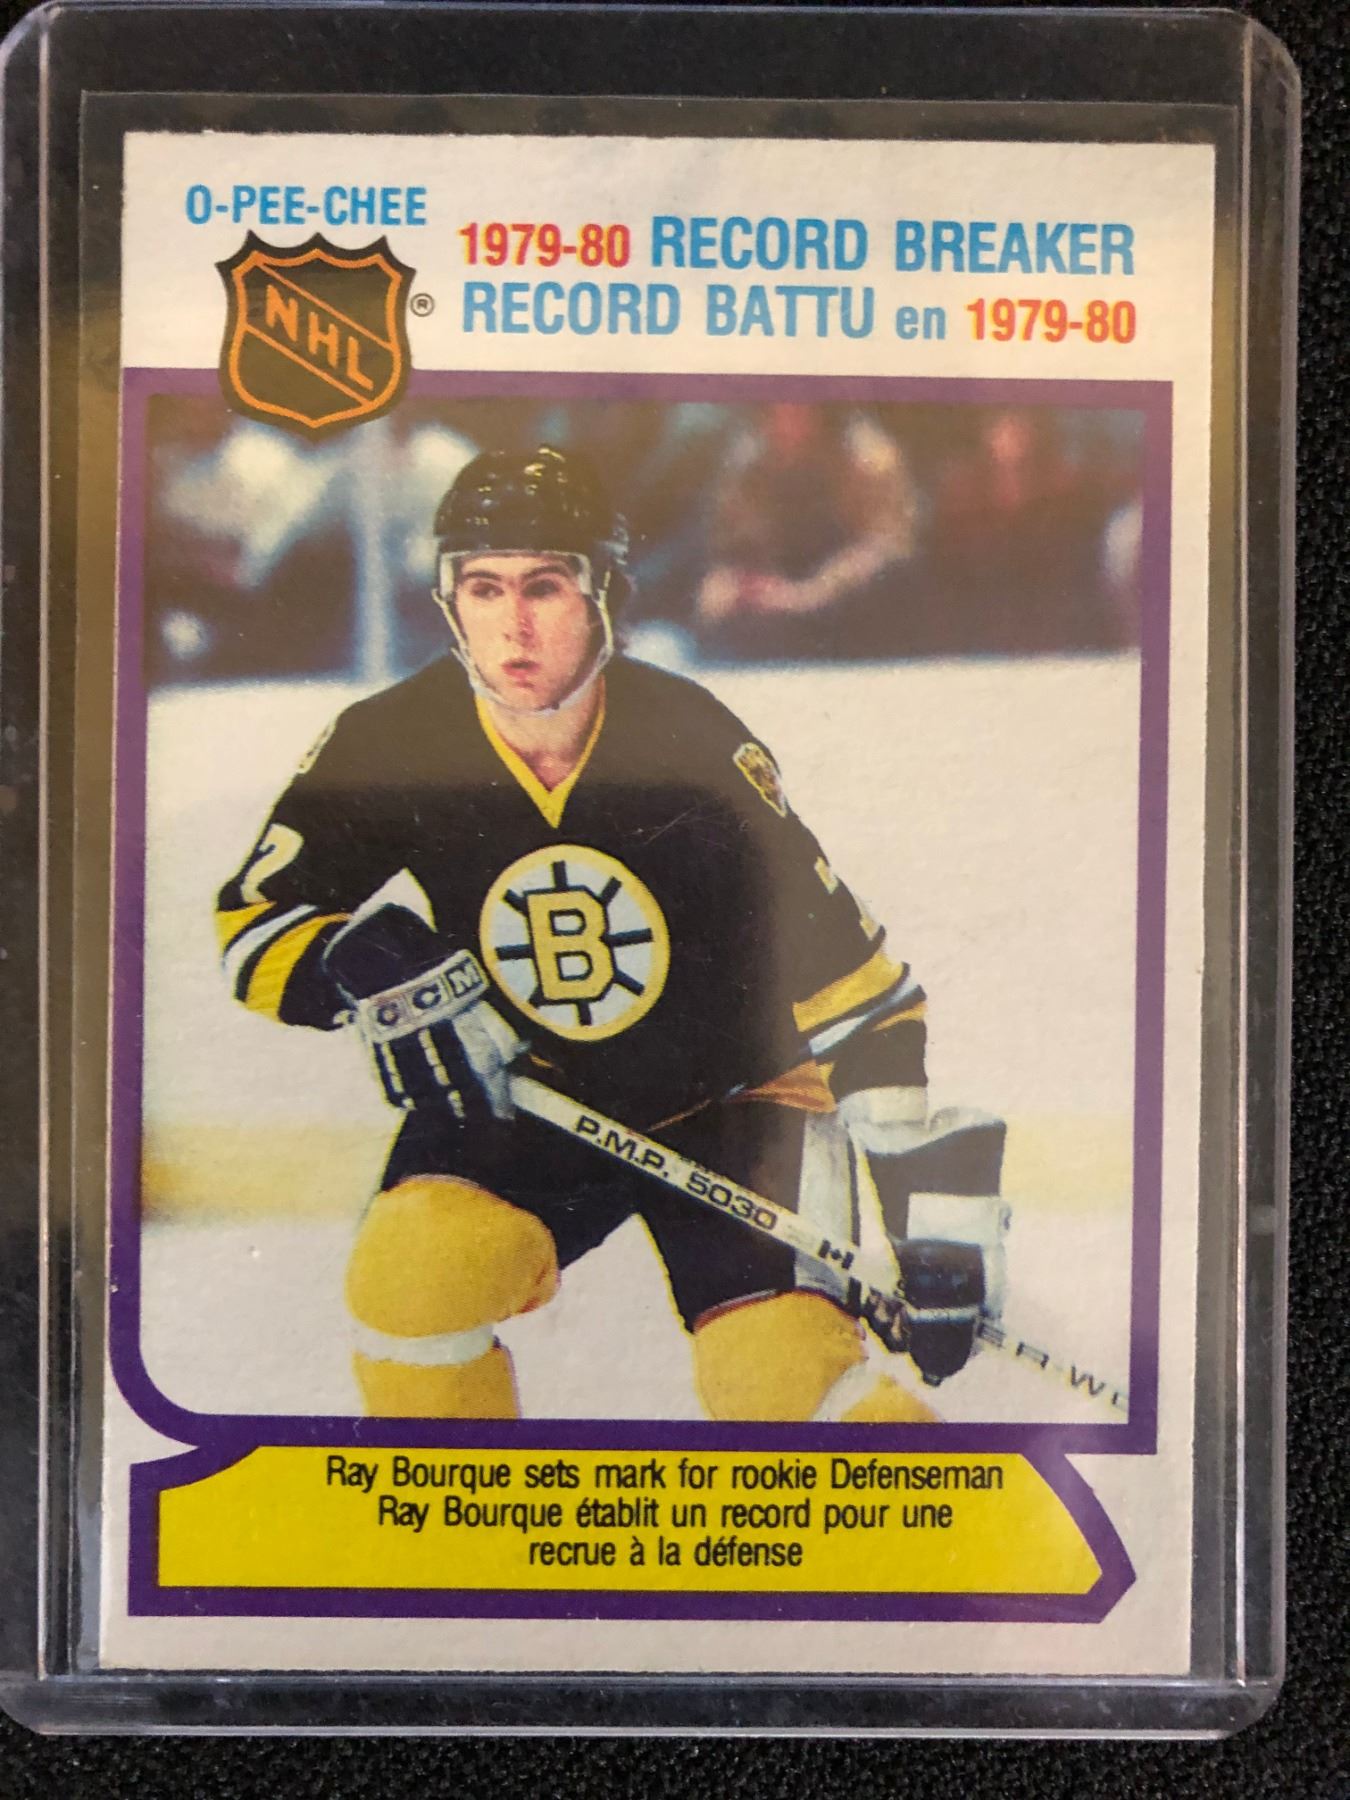 O-PEE-CHEE
NHL
®
1979-80 RECORD BREAKER
RECORD BATTU en 1979-80
7
B
CCM
P.M.P. 5030
Ray Bourque sets mark for rookie Defenseman
Ray Bourque établit un record pour une
recrue à la défense